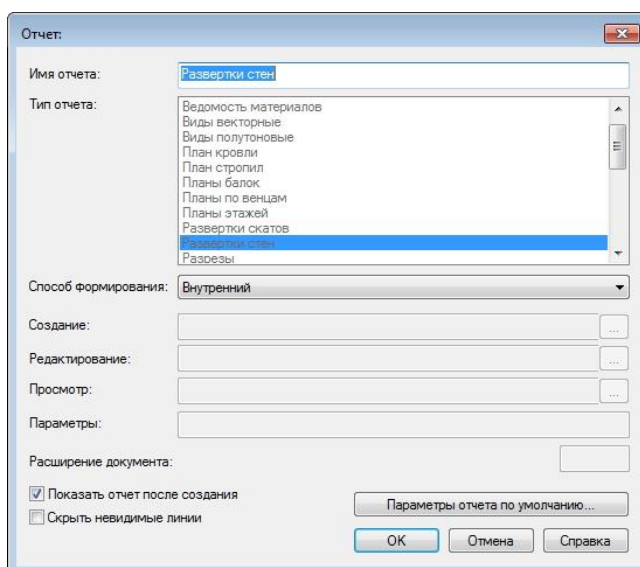 Отчет:
Имя отчета: Развертки стен
Тип отчета:
Ведомость материалов
Виды векторные
Виды полутоновые
План кровли
План стропил
Планы балок
Планы по венцам
Планы этажей
Развертки скатов
Развертки стен
Разрезы
Способ формирования: Внутренний
Создание: ...
Редактирование: ...
Просмотр: ...
Параметры:
Расширение документа:
Показать отчет после создания
Скрыть невидимые линии
Параметры отчета по умолчанию...
OK Отмена Справка